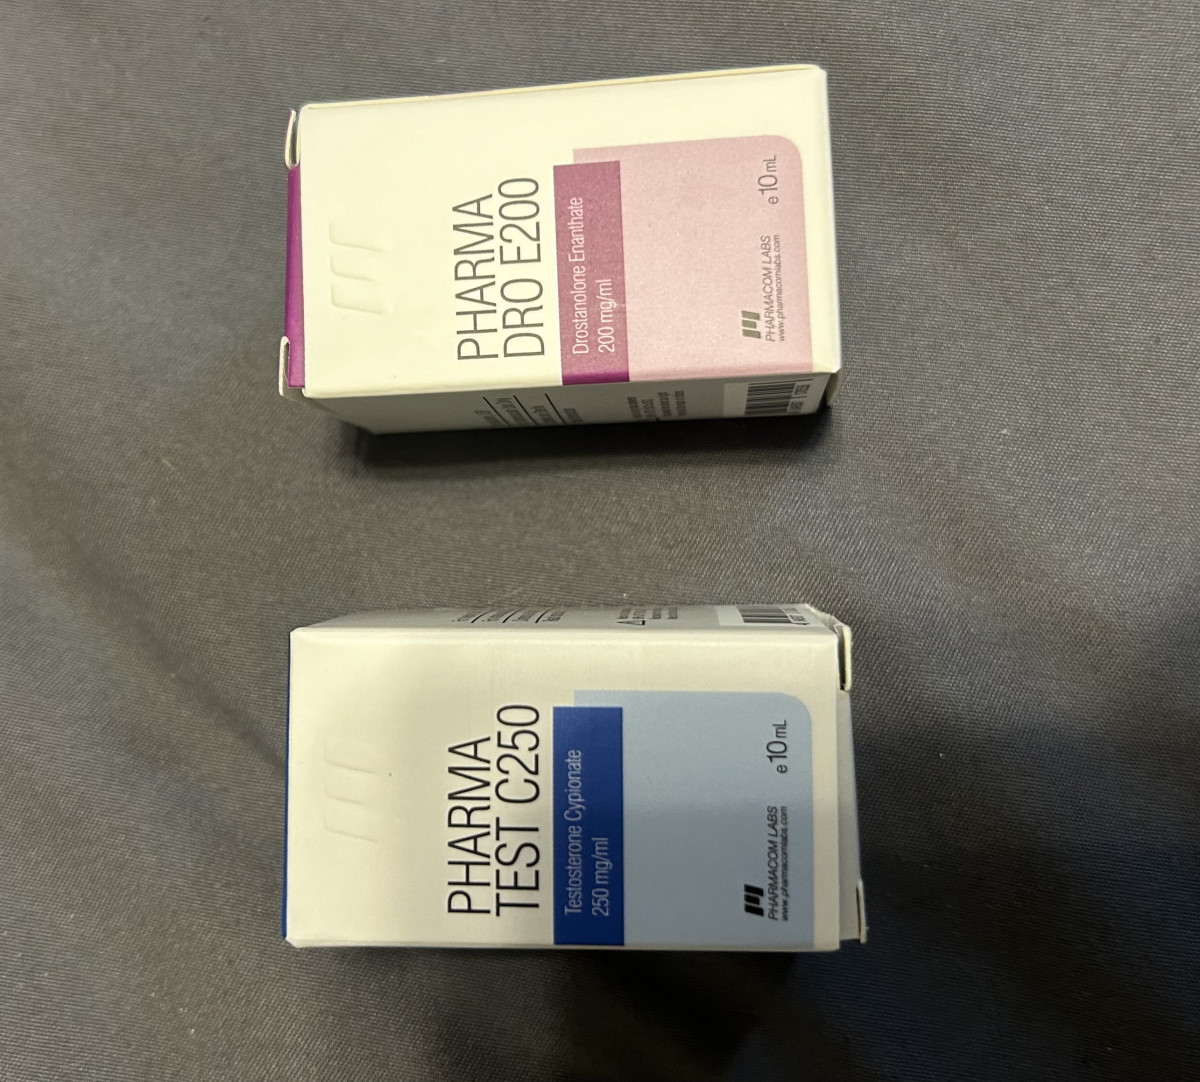 PHARMA
DRO E200
Drostanolone Enanthate
200 mg/ml
PHARMACOM LABS
www.pharmacomlabs.com
e 10 mL
PHARMA
TEST C250
Testosterone Cypionate
250 mg/ml
PHARMACOM LABS
www.pharmacomlabs.com
e 10 mL